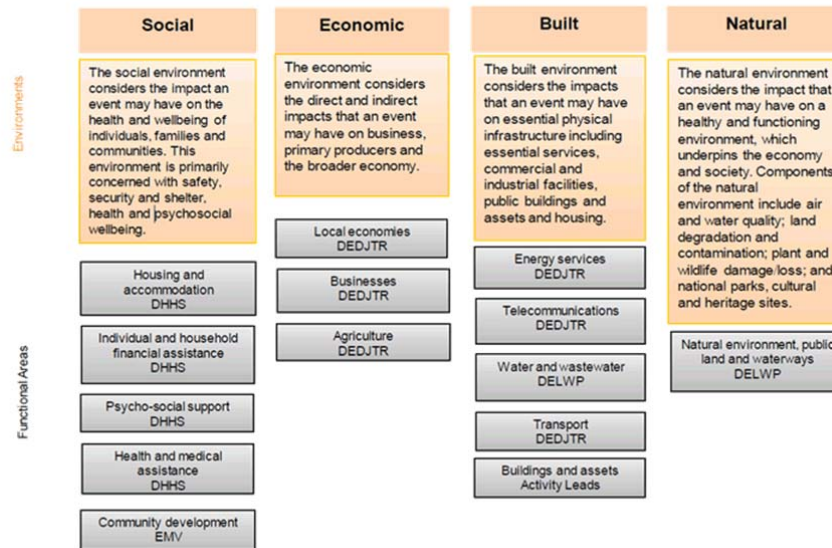 Social
Economic
Built
Natural
Environments
The social environment
considers the impact an
event may have on the
health and wellbeing of
individuals, families and
communities. This
environment is primarily
concerned with safety,
security and shelter,
health and psychosocial
wellbeing.
The economic
environment considers
the direct and indirect
impacts that an event
may have on business,
primary producers and
the broader economy.
The built environment
considers the impacts
that an event may have
on essential physical
infrastructure including
essential services,
commercial and
industrial facilities,
public buildings and
assets and housing.
The natural environment
considers the impact that
an event may have on a
healthy and functioning
environment, which
underpins the economy
and society. Components
of the natural
environment include air
and water quality; land
degradation and
contamination; plant and
wildlife damage/loss; and
national parks, cultural
and heritage sites.
Functional Areas
Housing and
accommodation
DHHS
Individual and household
financial assistance
DHHS
Psycho-social support
DHHS
Health and medical
assistance
DHHS
Community development
EMV
Local economies
DEDJTR
Businesses
DEDJTR
Agriculture
DEDJTR
Energy services
DEDJTR
Telecommunications
DEDJTR
Water and wastewater
DELWP
Transport
DEDJTR
Buildings and assets
Activity Leads
Natural environment, public
land and waterways
DELWP